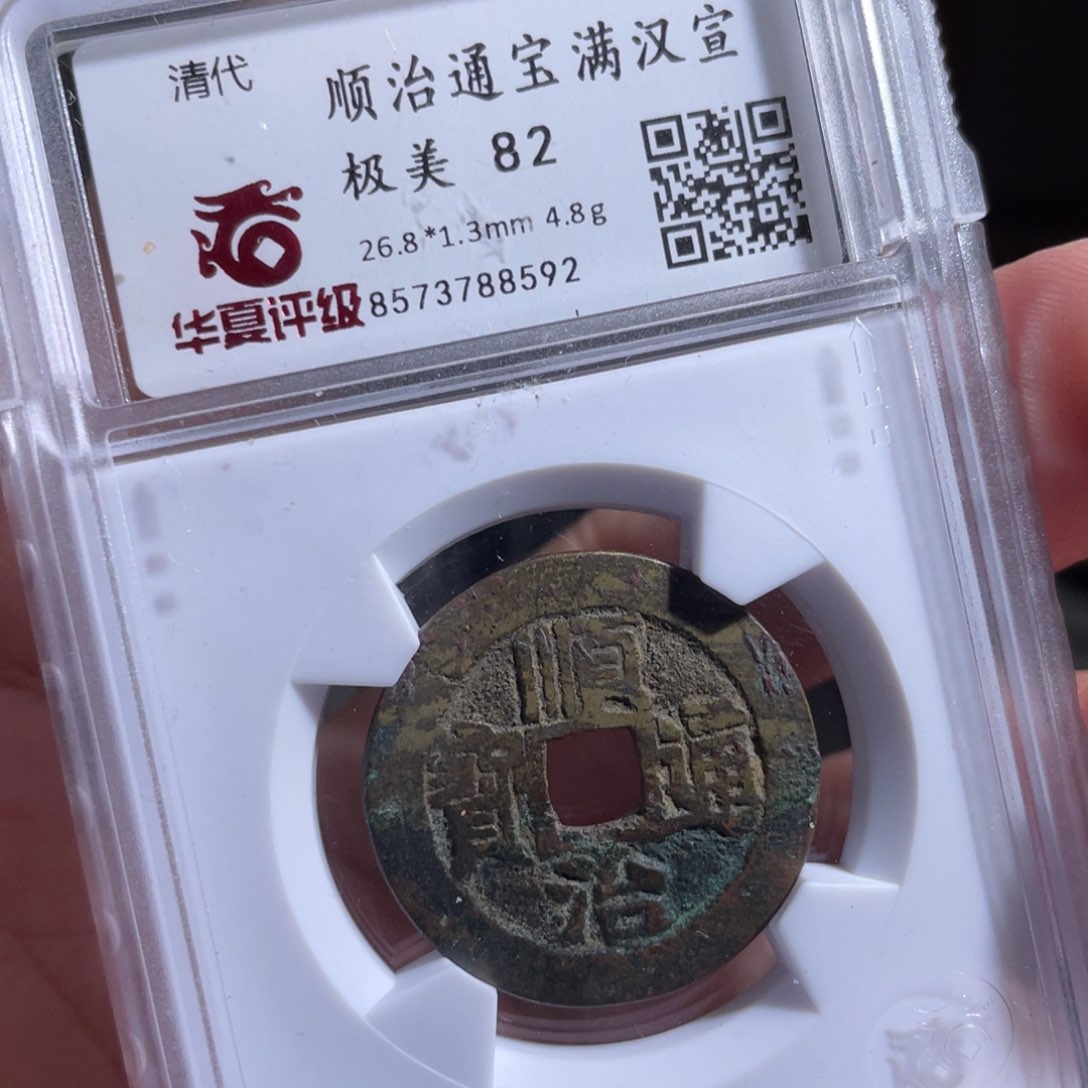 清代
顺治通宝满汉宣
极美 82
26.8*1.3mm 4.8g
华夏评级 8573788592
顺
通
寶
治